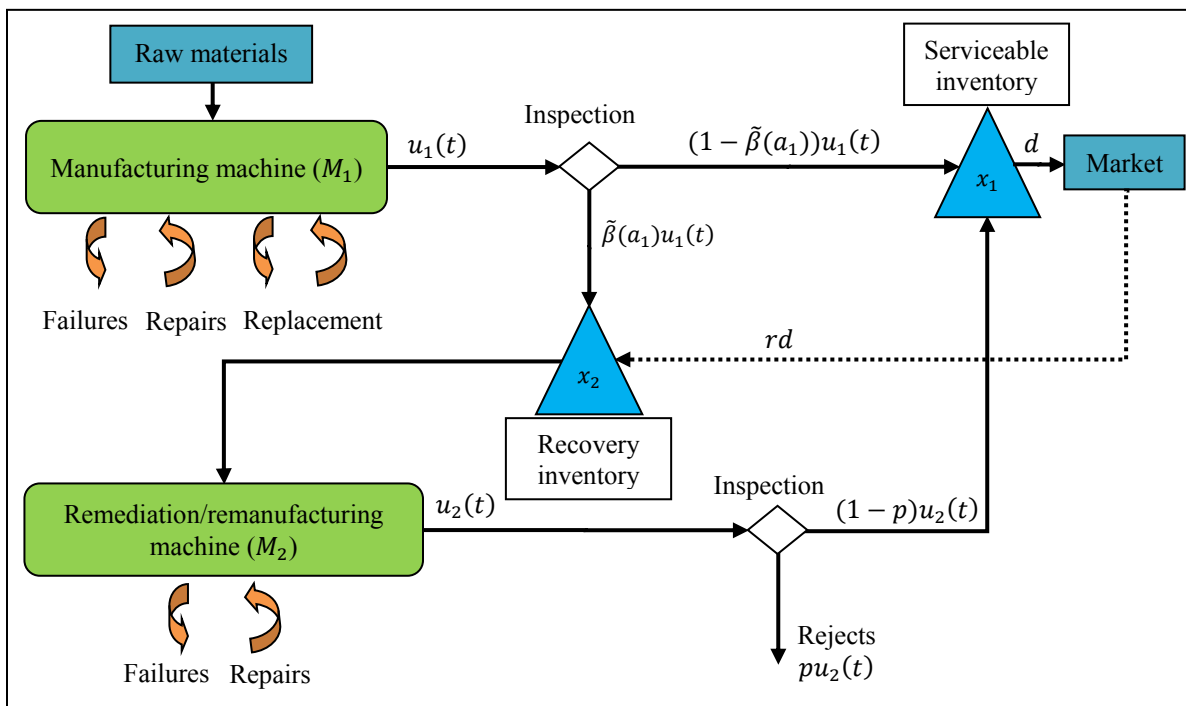 Raw materials
Serviceable
inventory
Inspection
Manufacturing machine (𝑀₁)
𝑢₁(𝑡)
(1 − 𝛽̃(𝑎₁))𝑢₁(𝑡)
𝑥₁
𝑑
Market
𝛽̃(𝑎₁)𝑢₁(𝑡)
Failures Repairs Replacement
𝑟𝑑
𝑥₂
Recovery
inventory
Remediation/remanufacturing
machine (𝑀₂)
𝑢₂(𝑡)
Inspection
(1 − 𝑝)𝑢₂(𝑡)
Failures Repairs
Rejects
𝑝𝑢₂(𝑡)